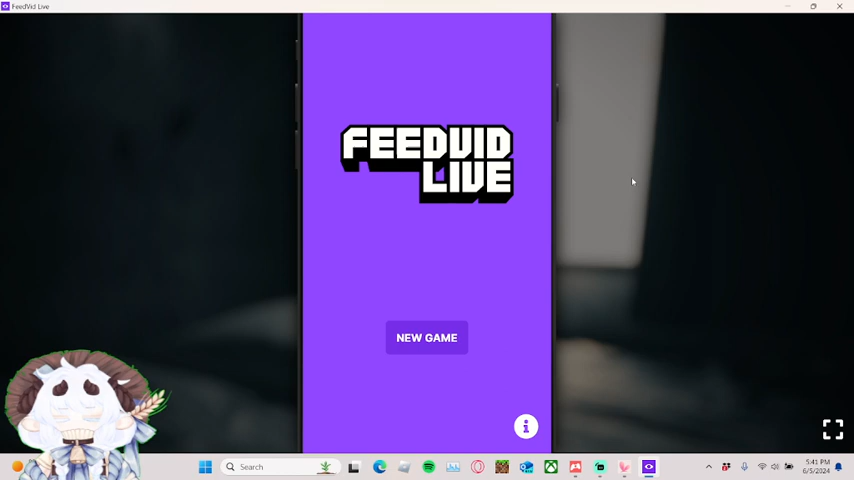 FeedVid Live
FEEDVID
LIVE
NEW GAME
i
Search
5:41 PM
6/5/2024